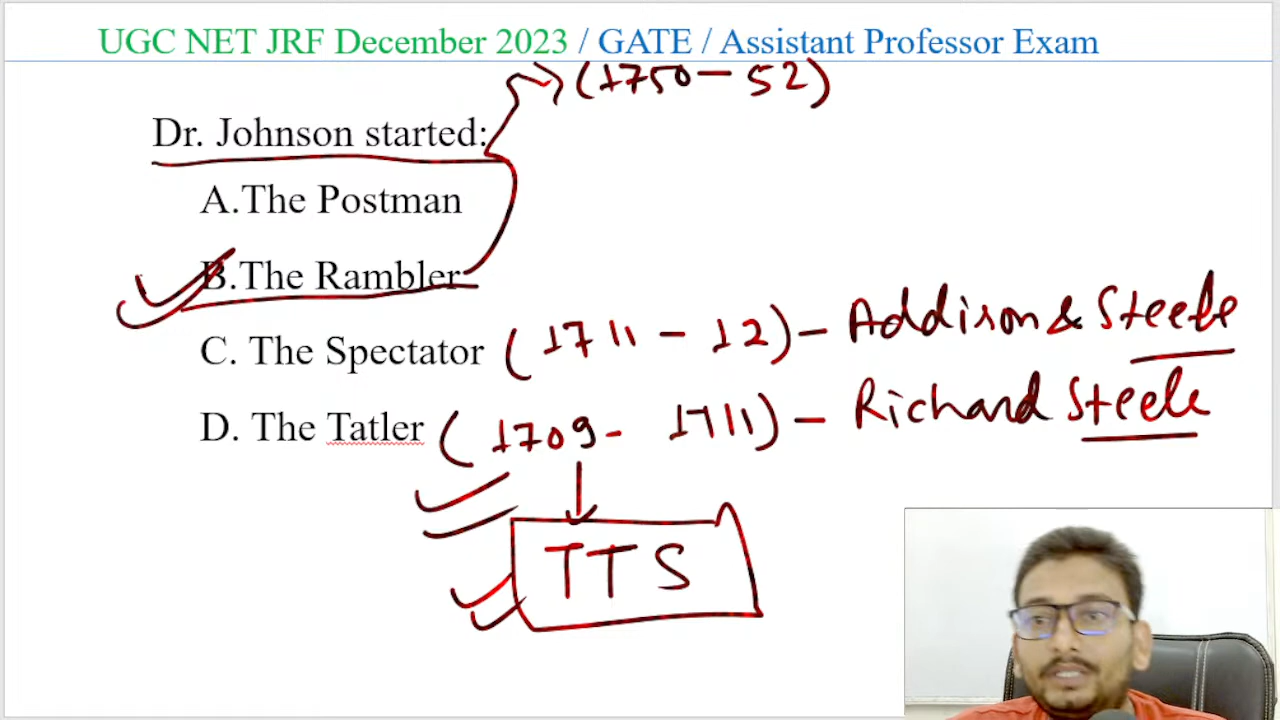 UGC NET JRF December 2023 / GATE / Assistant Professor Exam
(1750 - 52)
Dr. Johnson started:
A.The Postman
B.The Rambler
C. The Spectator (1711 - 12) - Addison & Steele
D. The Tatler (1709 - 1711) - Richard Steele
TTS